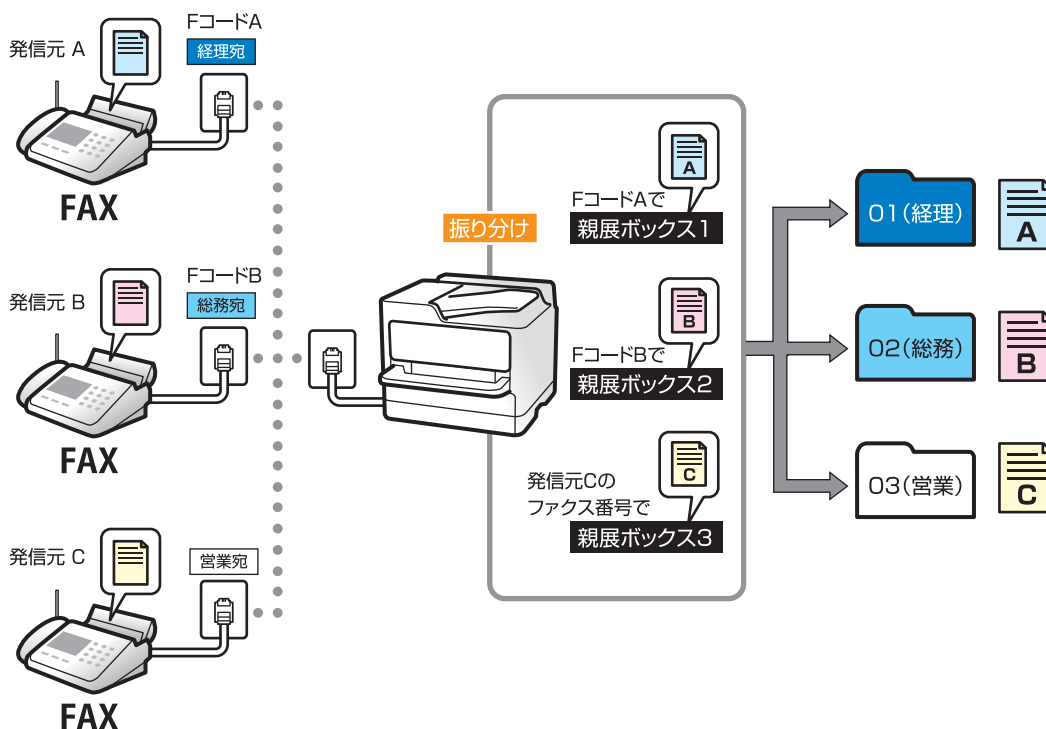 発信元 A
FコードA
経理宛
FAX
発信元 B
FコードB
総務宛
FAX
発信元 C
営業宛
FAX
振り分け
A
FコードAで
親展ボックス1
B
FコードBで
親展ボックス2
C
発信元Cの
ファクス番号で
親展ボックス3
01(経理)
A
02(総務)
B
03(営業)
C